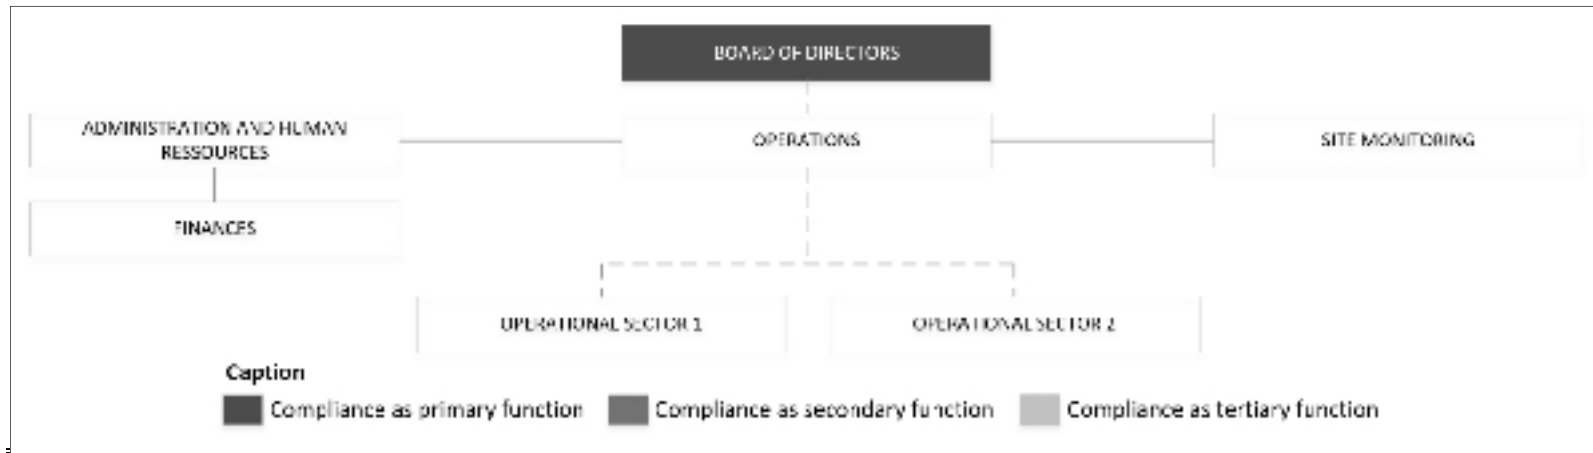 BOARD OF DIRECTORS
ADMINISTRATION AND HUMAN
RESSOURCES
OPERATIONS
SITE MONITORING
FINANCES
OPERATIONAL SECTOR 1
OPERATIONAL SECTOR 2
Caption
Compliance as primary function
Compliance as secondary function
Compliance as tertiary function